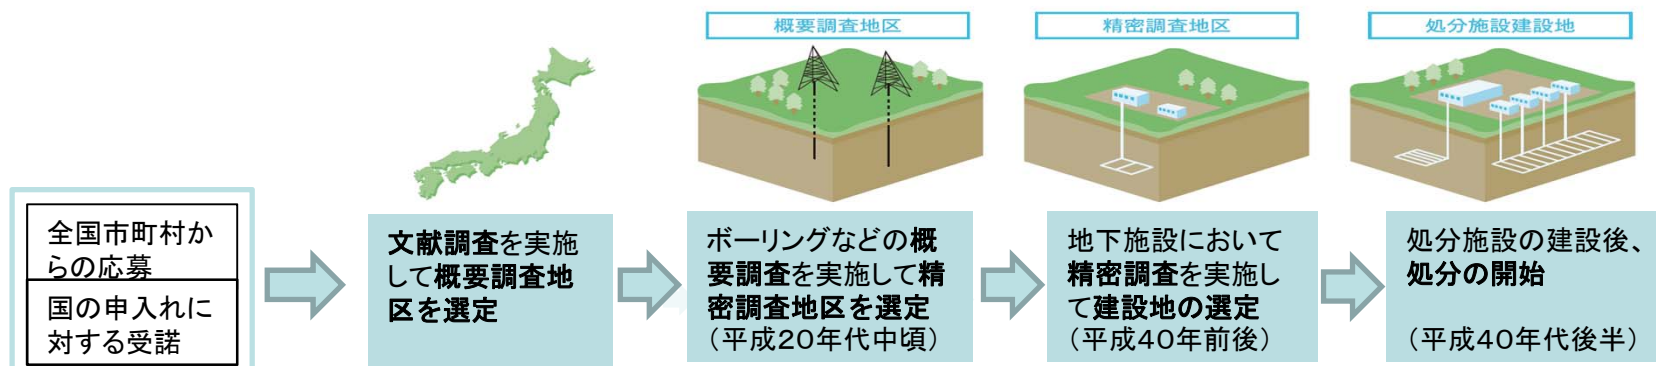 概要調査地区
精密調査地区
処分施設建設地
全国市町村か
らの応募
国の申入れに
対する受諾
文献調査を実施
して概要調査地
区を選定
ボーリングなどの概
要調査を実施して精
密調査地区を選定
（平成20年代中頃）
地下施設において
精密調査を実施し
て建設地の選定
（平成40年前後）
処分施設の建設後、
処分の開始
（平成40年代後半）